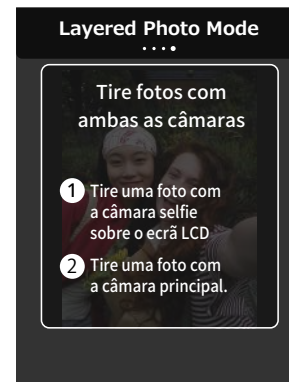 Layered Photo Mode
Tire fotos com
ambas as câmaras
1 Tire uma foto com
a câmara selfie
sobre o ecrã LCD
2 Tire uma foto com
a câmara principal.